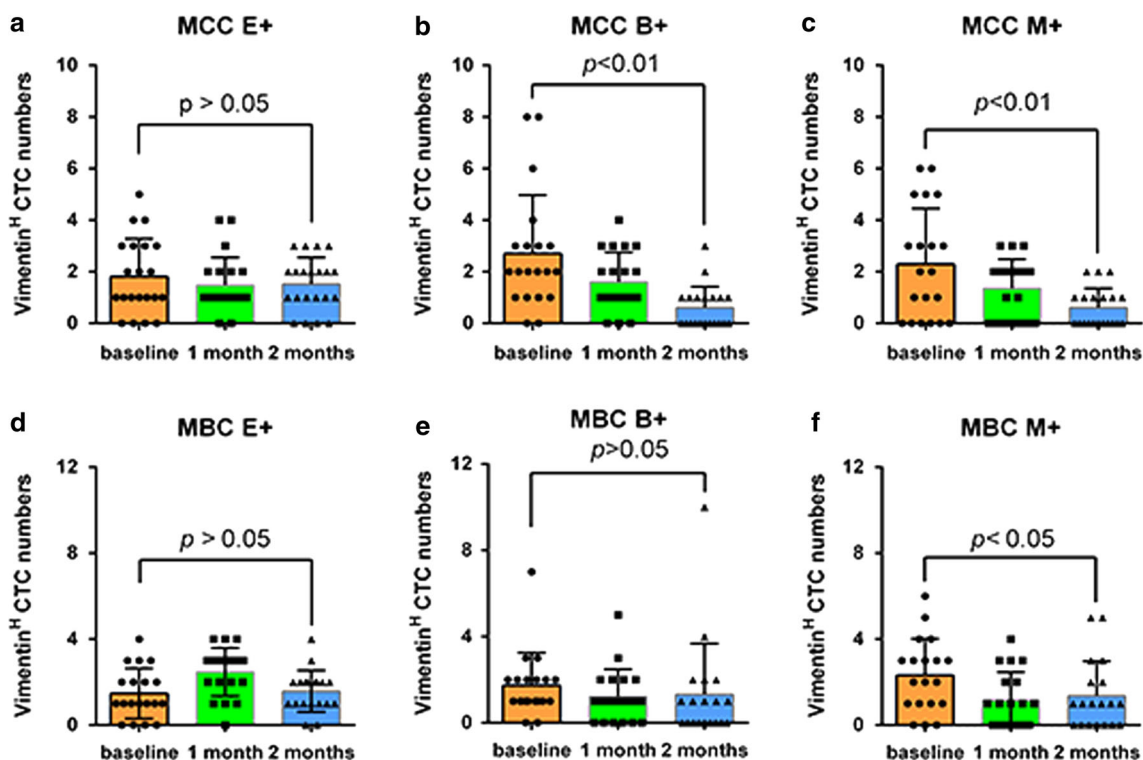 a
MCC E+
Vimentin^H CTC numbers
10
8
6
4
2
0
p > 0.05
baseline 1 month 2 months
b
MCC B+
Vimentin^H CTC numbers
10
8
6
4
2
0
p<0.01
baseline 1 month 2 months
c
MCC M+
Vimentin^H CTC numbers
10
8
6
4
2
0
p<0.01
baseline 1 month 2 months
d
MBC E+
Vimentin^H CTC numbers
12
8
4
0
p > 0.05
baseline 1 month 2 months
e
MBC B+
Vimentin^H CTC numbers
12
8
4
0
p>0.05
baseline 1 month 2 months
f
MBC M+
Vimentin^H CTC numbers
12
8
4
0
p< 0.05
baseline 1 month 2 months